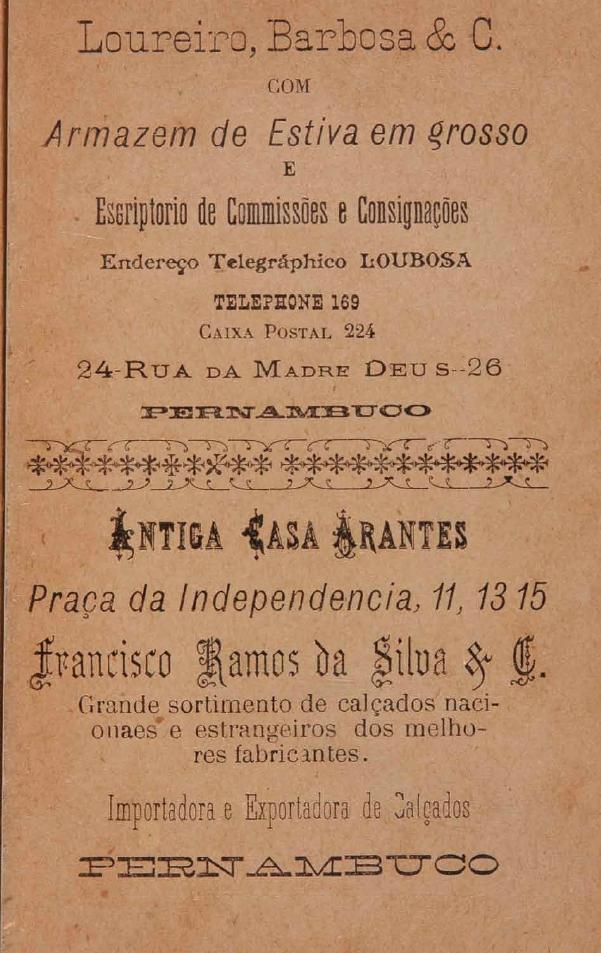 Loureiro, Barbosa & C.
COM
Armazem de Estiva em grosso
E
Escriptorio de Commissões e Consignações
Endereço Telegráphico LOUBOSA
TELEPHONE 169
CAIXA POSTAL 224
24-RUA DA MADRE DEUS--26
PERNAMBUCO
ANTIGA CASA ARANTES
Praça da Independencia, 11, 13 15
Francisco Ramos da Silva & C.
Grande sortimento de calçados naci-
onaes e estrangeiros dos melho-
res fabricantes.
Importadora e Exportadora de Calçados
PERNAMBUCO